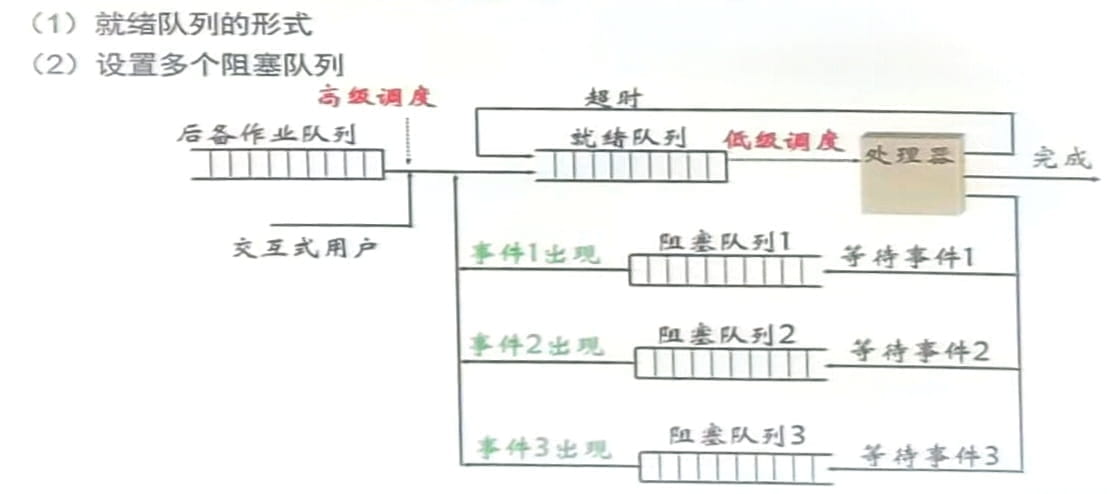 （1）就绪队列的形式
（2）设置多个阻塞队列
高级调度
超时
后备作业队列
就绪队列
低级调度
处理器
完成
交互式用户
事件1出现
阻塞队列1
等待事件1
事件2出现
阻塞队列2
等待事件2
事件3出现
阻塞队列3
等待事件3